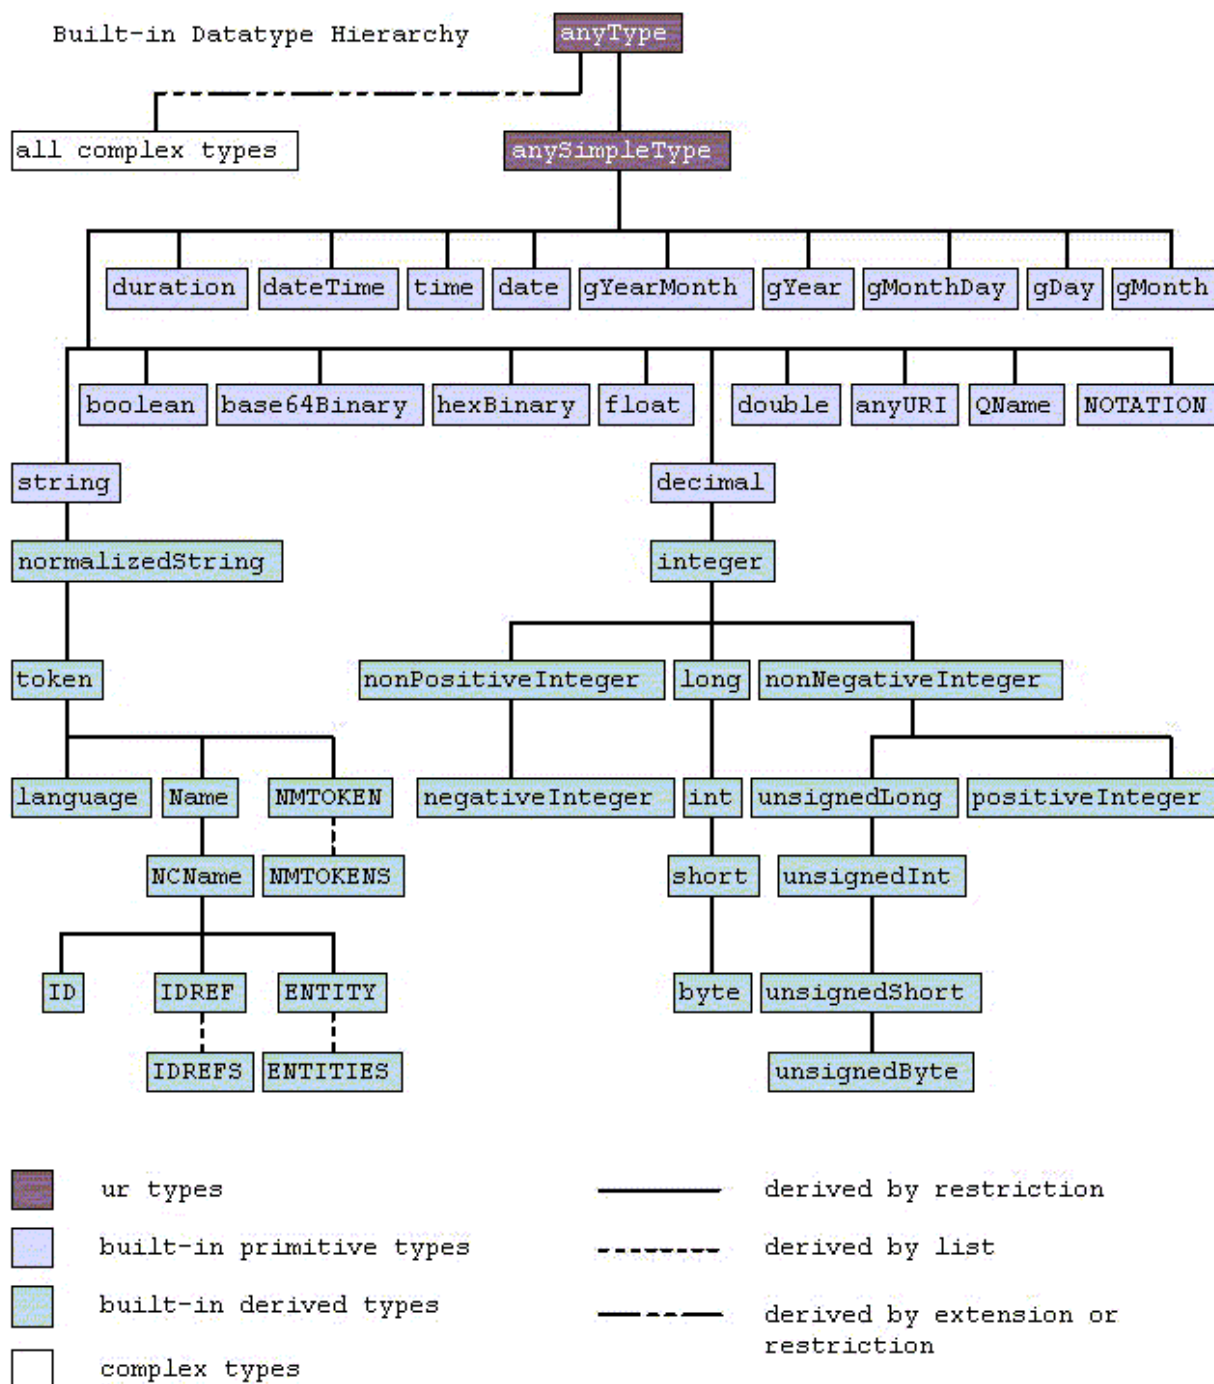 Built-in Datatype Hierarchy
anyType
all complex types
anySimpleType
duration dateTime time date gYearMonth gYear gMonthDay gDay gMonth
boolean base64Binary hexBinary float double anyURI QName NOTATION
string decimal
normalizedString integer
token nonPositiveInteger long nonNegativeInteger
language Name NMTOKEN negativeInteger int unsignedLong positiveInteger
NCName NMTOKENS short unsignedInt
ID IDREF ENTITY byte unsignedShort
IDREFS ENTITIES unsignedByte
ur types derived by restriction
built-in primitive types derived by list
built-in derived types derived by extension or
restriction
complex types